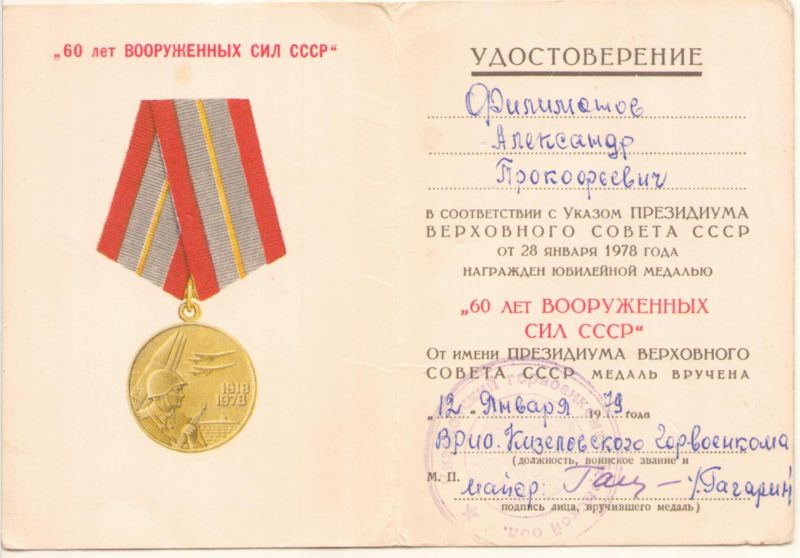 „60 лет ВООРУЖЕННЫХ СИЛ СССР“
1918
1978
УДОСТОВЕРЕНИЕ
Филиматов
Александр
Прокофьевич
В СООТВЕТСТВИИ С УКАЗОМ ПРЕЗИДИУМА
ВЕРХОВНОГО СОВЕТА СССР
ОТ 28 ЯНВАРЯ 1978 ГОДА
НАГРАЖДЕН ЮБИЛЕЙНОЙ МЕДАЛЬЮ
„60 ЛЕТ ВООРУЖЕННЫХ
СИЛ СССР“
ОТ ИМЕНИ ПРЕЗИДИУМА ВЕРХОВНОГО
СОВЕТА СССР МЕДАЛЬ ВРУЧЕНА
„12“ Января 1979 года
Врио. Кизеловского Горвоенкома
(должность, воинское звание и
М. П. майор: Гац — /Гагарин/
подпись лица, вручившего медаль)